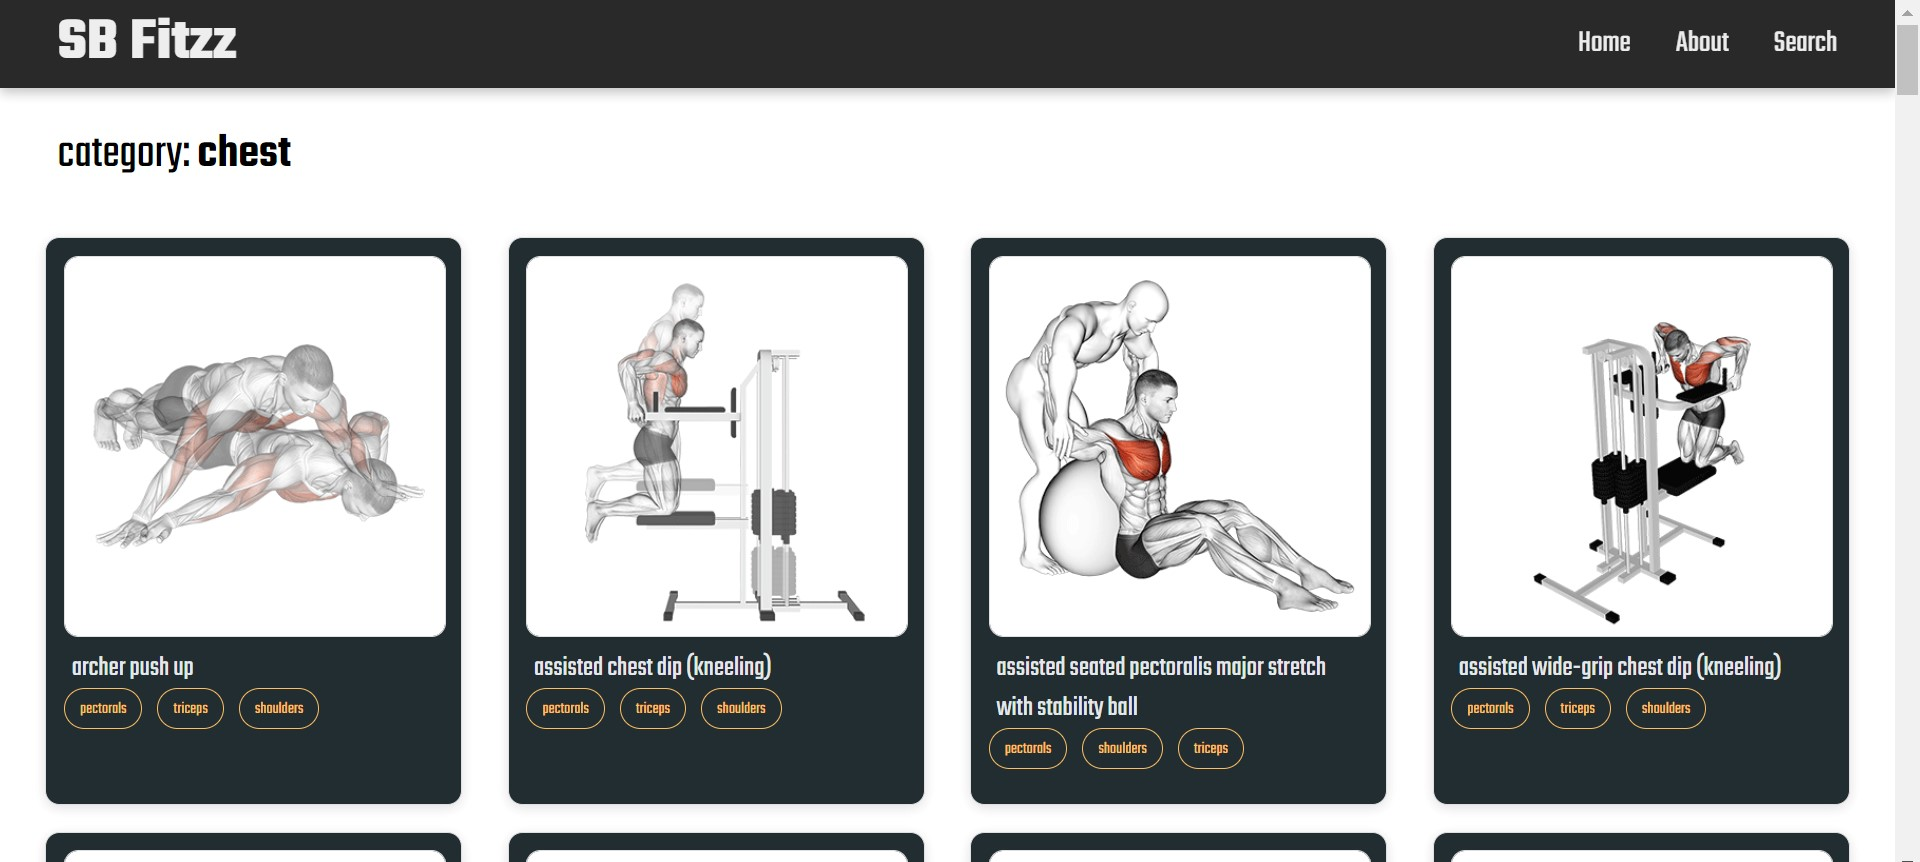 SB Fitzz
Home About Search
category: chest
archer push up
pectorals triceps shoulders
assisted chest dip (kneeling)
pectorals triceps shoulders
assisted seated pectoralis major stretch
with stability ball
pectorals shoulders triceps
assisted wide-grip chest dip (kneeling)
pectorals triceps shoulders